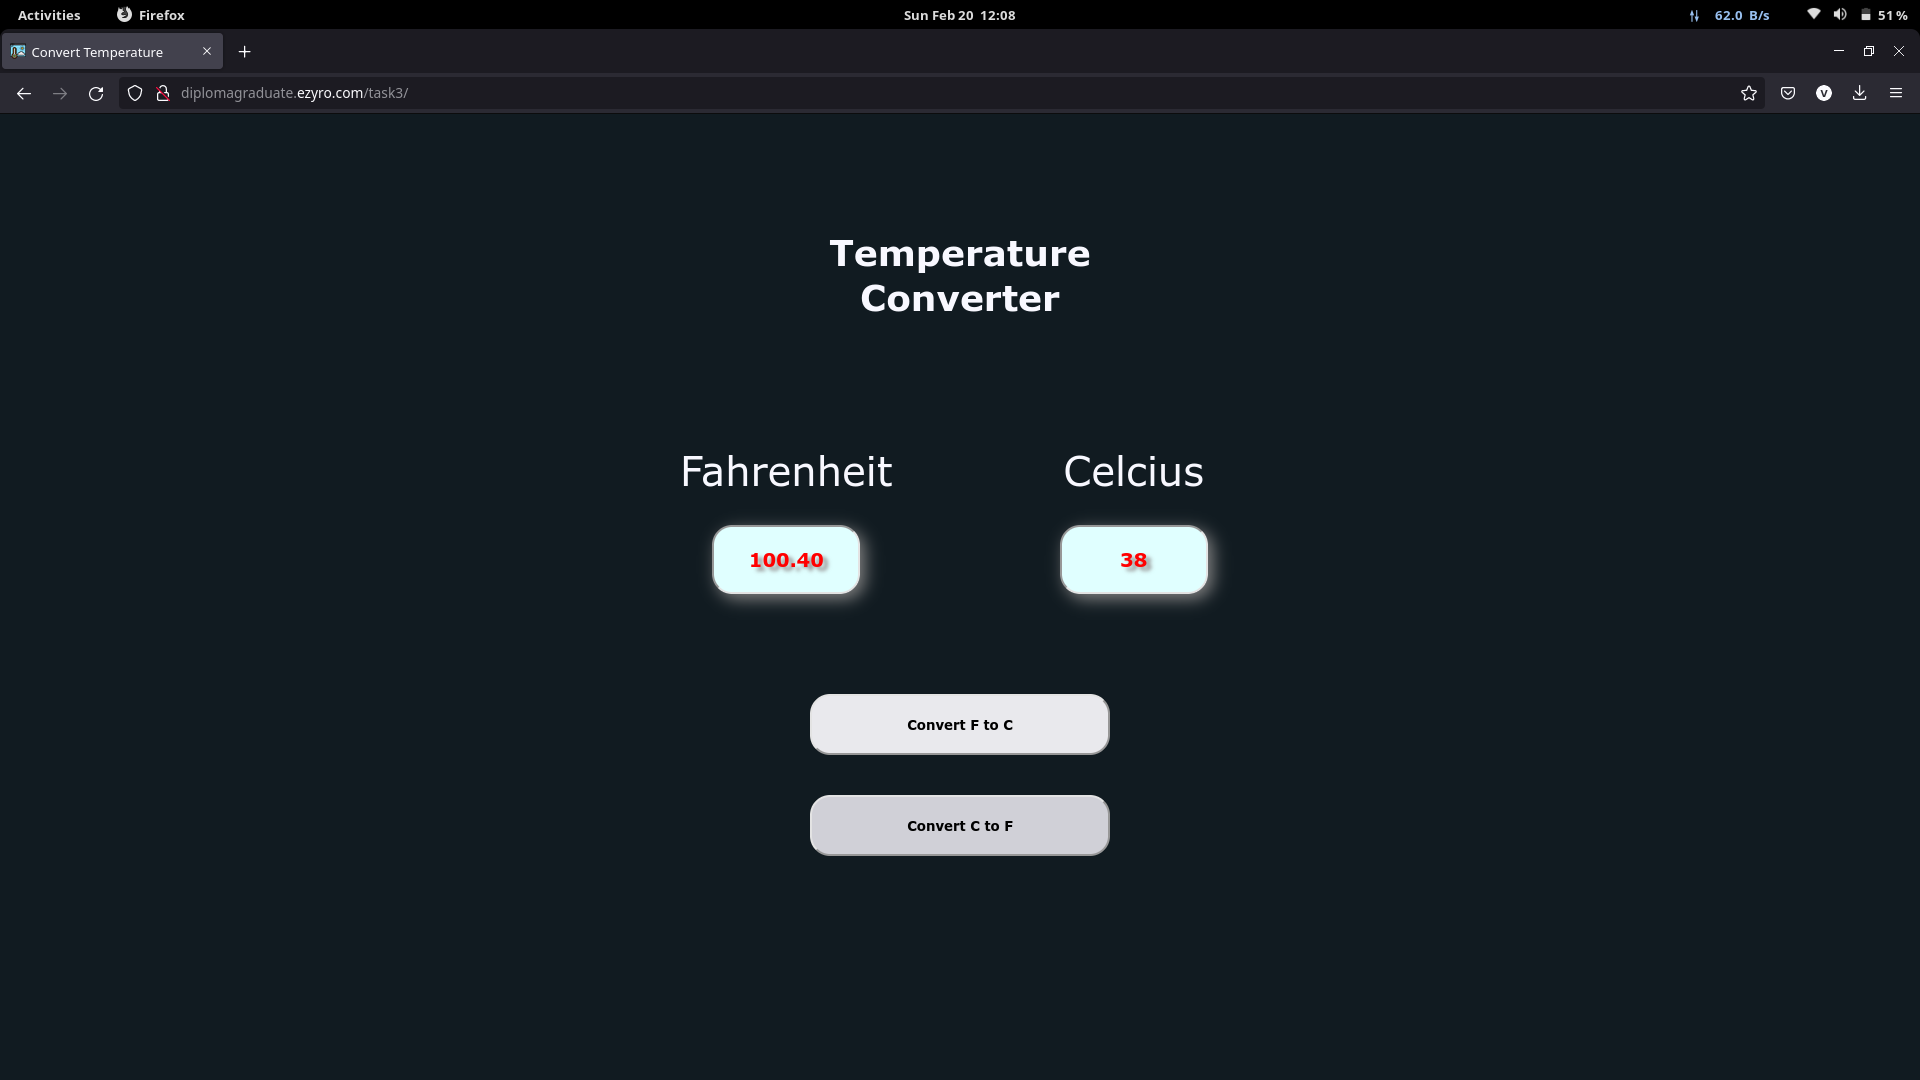 Activities Firefox Sun Feb 20 12:08 62.0 B/s 51%
Convert Temperature
diplomagraduate.ezyro.com/task3/ V
Temperature
Converter
Fahrenheit Celcius
100.40 38
Convert F to C
Convert C to F